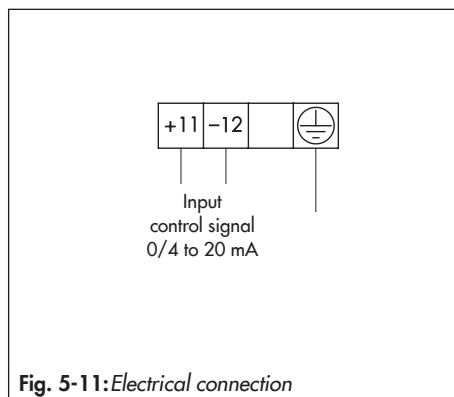 +11 –12
Input
control signal
0/4 to 20 mA
Fig. 5-11: Electrical connection